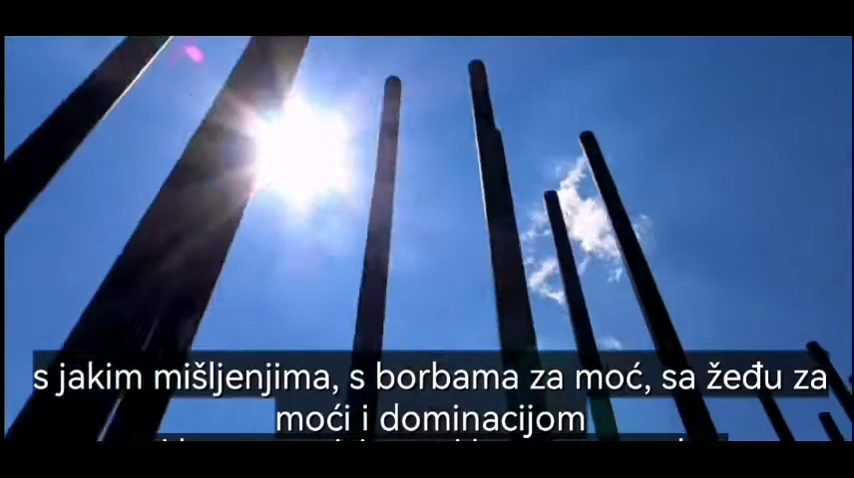 s jakim mišljenjima, s borbama za moć, sa žeđu za
moći i dominacijom